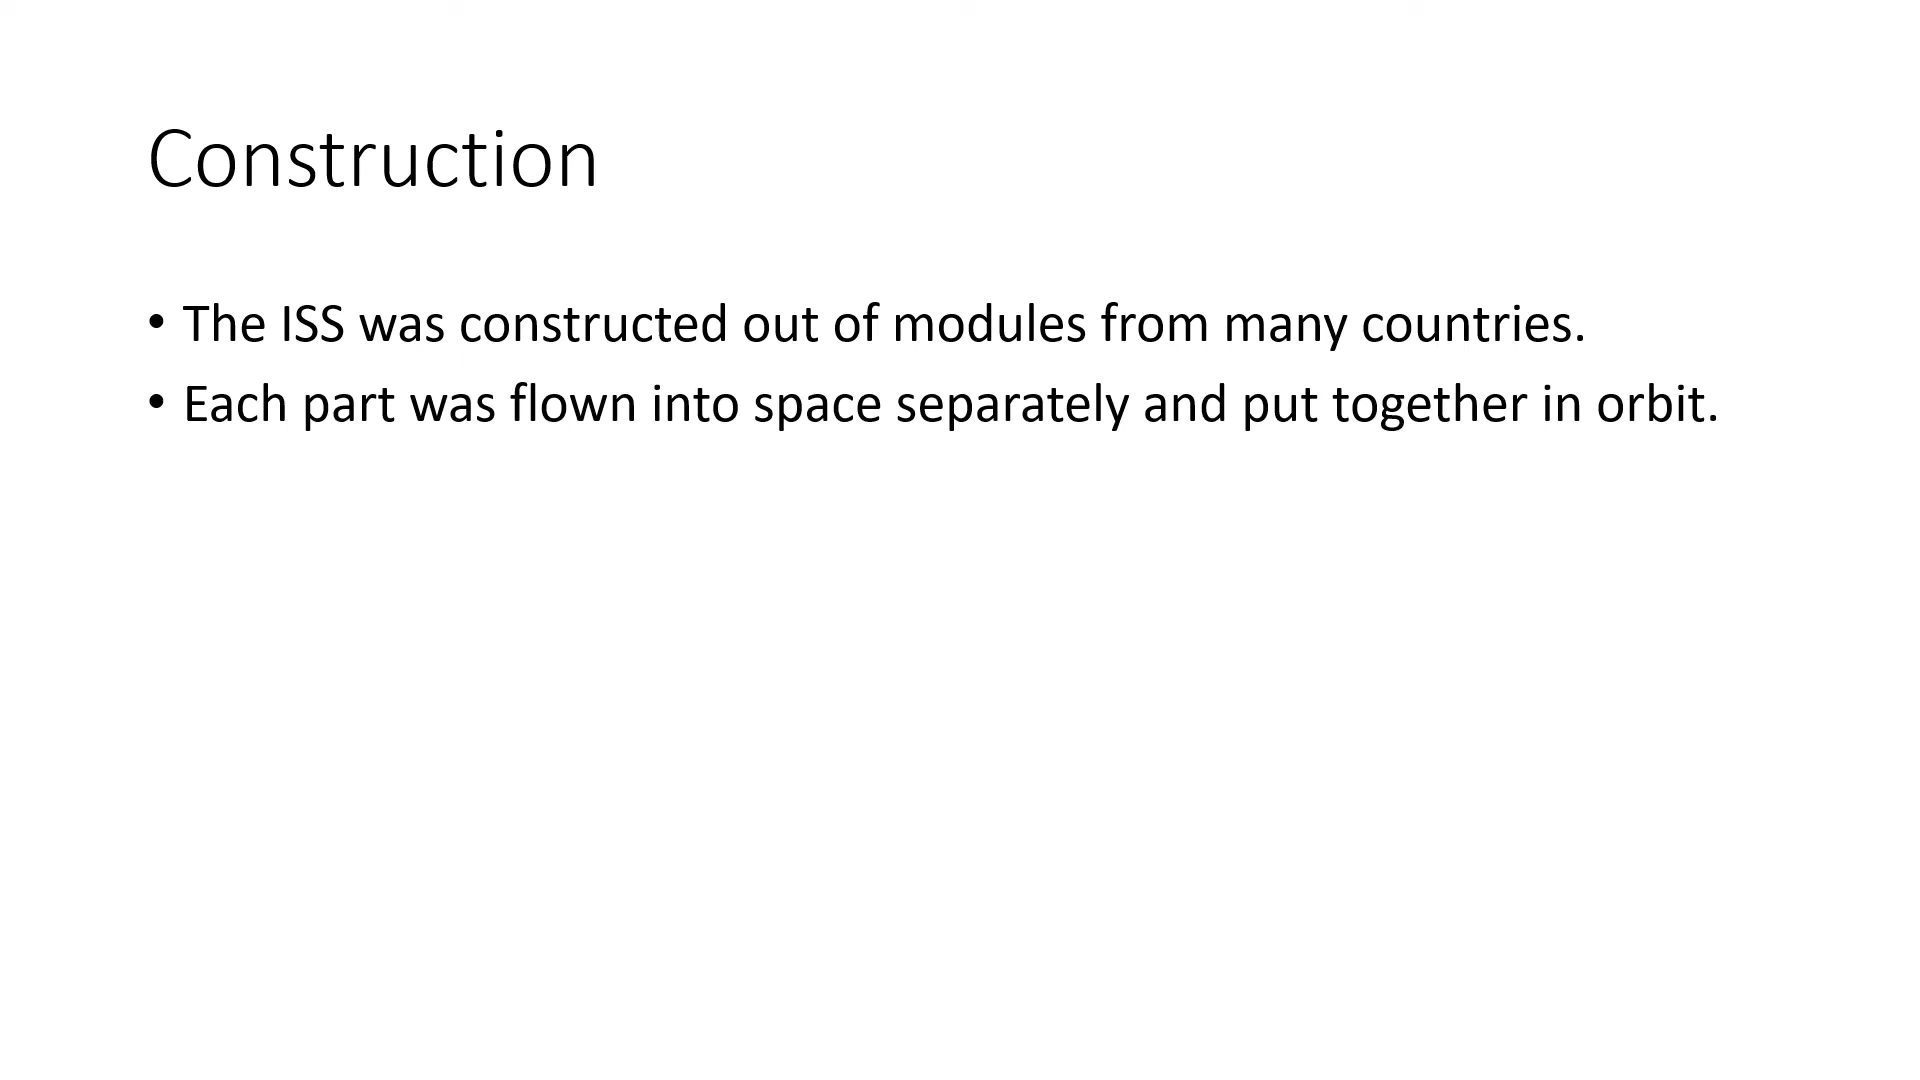 Construction
• The ISS was constructed out of modules from many countries.
• Each part was flown into space separately and put together in orbit.